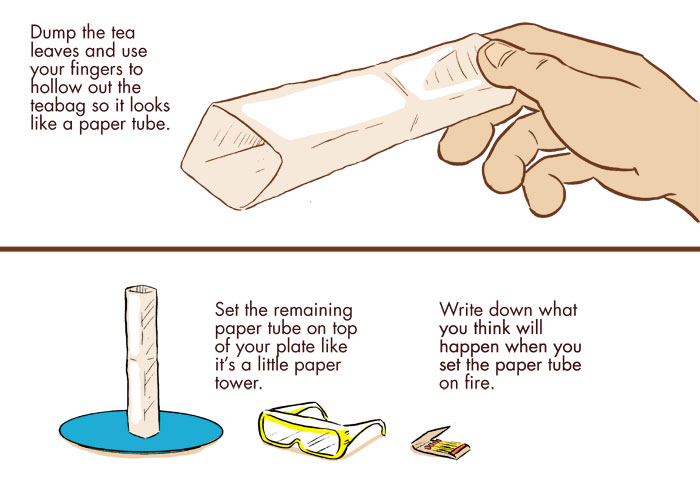 Dump the tea
leaves and use
your fingers to
hollow out the
teabag so it looks
like a paper tube.
Set the remaining
paper tube on top
of your plate like
it's a little paper
tower.
Write down what
you think will
happen when you
set the paper tube
on fire.